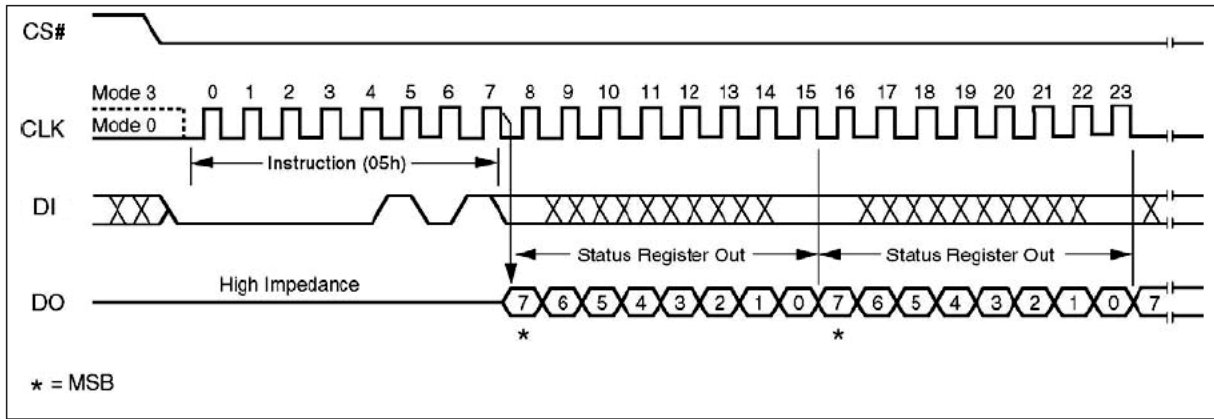 CS#
Mode 3
Mode 0
CLK
0 1 2 3 4 5 6 7 8 9 10 11 12 13 14 15 16 17 18 19 20 21 22 23
Instruction (05h)
DI
Status Register Out Status Register Out
High Impedance
DO
7 6 5 4 3 2 1 0 7 6 5 4 3 2 1 0 7
* *
* = MSB